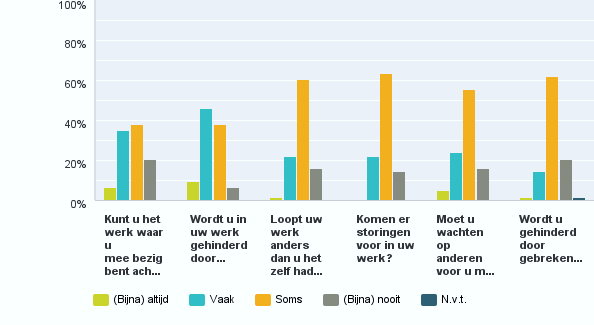 100%
80%
60%
40%
20%
0%
Kunt u het
werk waar
u
mee bezig
bent ach...
Wordt u in
uw werk
gehinderd
door...
Loopt uw
werk
anders
dan u het
zelf had...
Komen er
storingen
voor in uw
werk?
Moet u
wachten
op
anderen
voor u m...
Wordt u
gehinderd
door
gebreken...
(Bijna) altijd
Vaak
Soms
(Bijna) nooit
N.v.t.